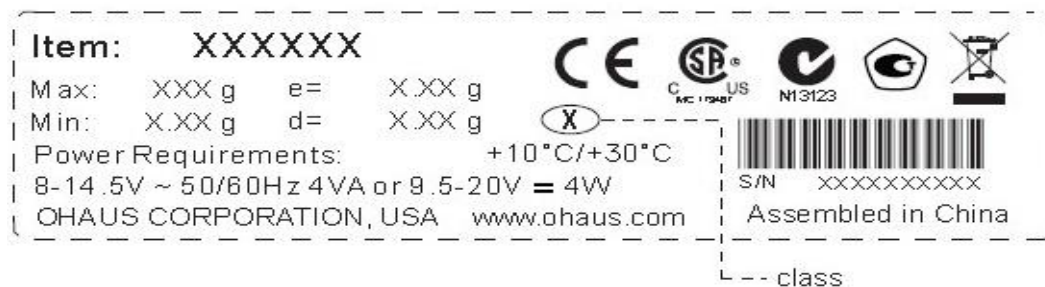 Item: XXXXXX
Max: XXX g e= X.XX g
Min: X.XX g d= X.XX g
Power Requirements: +10°C/+30°C
8-14.5V ~ 50/60Hz 4VA or 9.5-20V = 4W
OHAUS CORPORATION, USA www.ohaus.com
CE
C SA ® US
N13123
X
S/N XXXXXXXXXX
Assembled in China
class